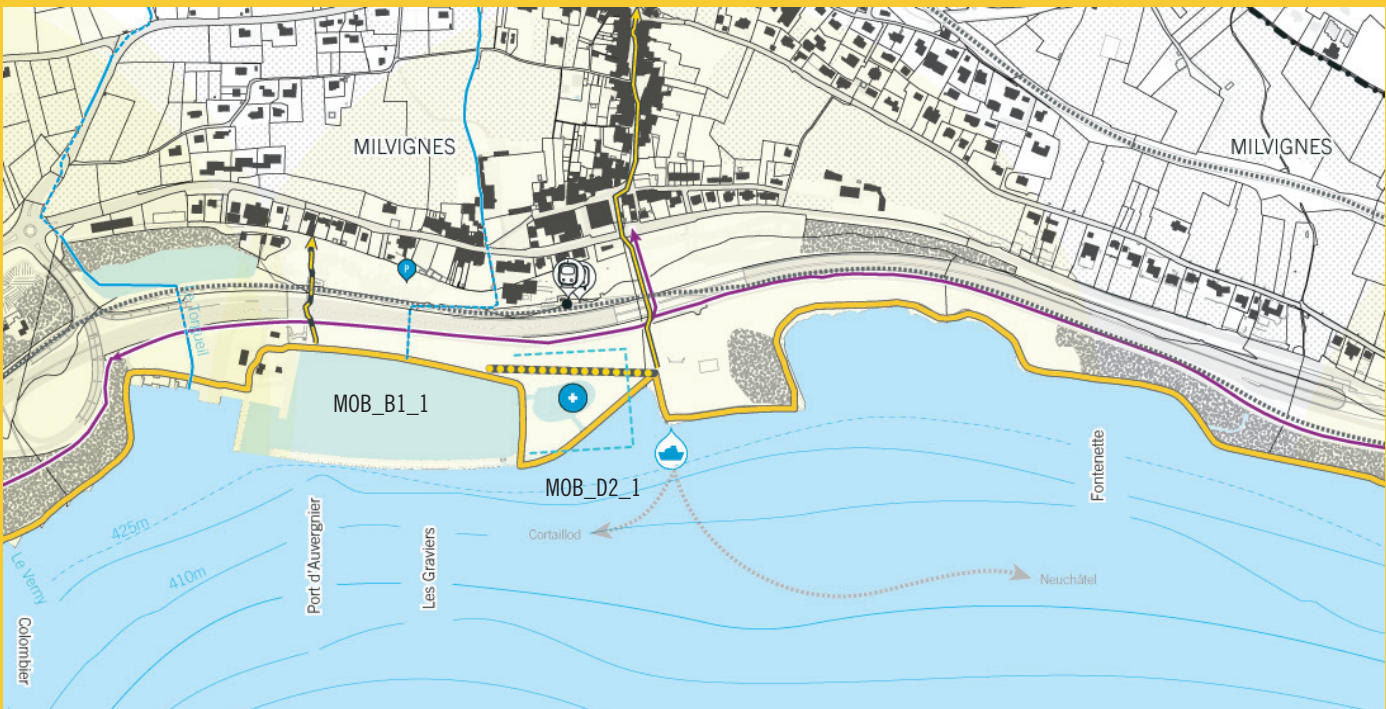 MILVIGNES
MILVIGNES
P
MOB_B1_1
MOB_D2_1
425m
410m
Le Verny
Colombier
Port d'Auvergnier
Les Graviers
Cortaillod
Neuchâtel
Fontenette